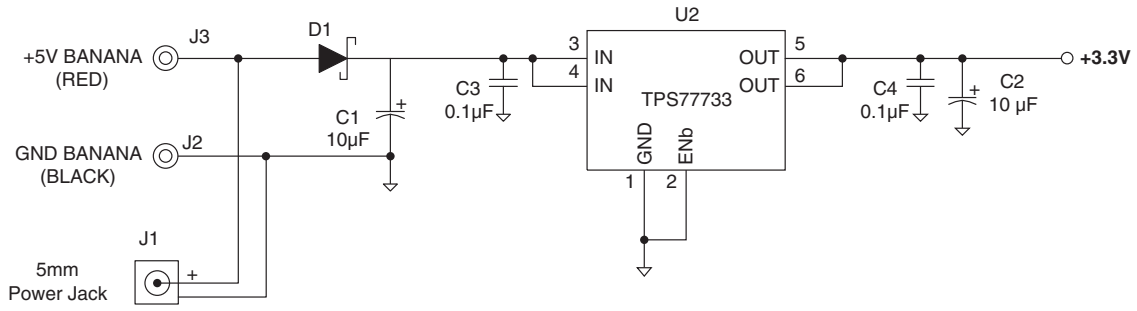 U2
J3
D1
+5V BANANA
(RED)
3
IN
4
IN
OUT
5
OUT
6
+3.3V
C3
0.1µF
TPS77733
C4
0.1µF
+
C2
10 µF
+
C1
10µF
GND
ENb
1
2
GND BANANA
(BLACK)
J2
J1
5mm
Power Jack
+